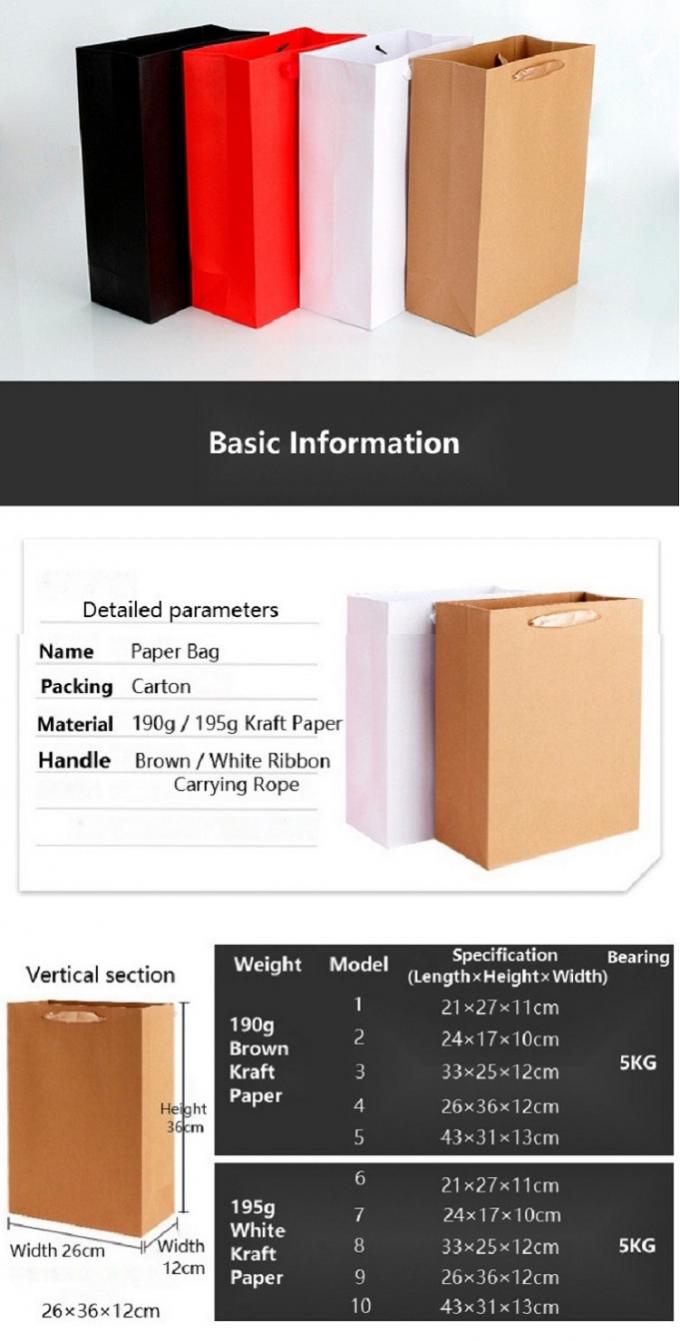 Basic Information
Detailed parameters
Name Paper Bag
Packing Carton
Material 190g / 195g Kraft Paper
Handle Brown / White Ribbon
Carrying Rope
Vertical section
Height
36cm
Width 26cm
Width
12cm
26×36×12cm
Weight Model Specification
(Length×Height×Width) Bearing
190g
Brown
Kraft
Paper
1 21×27×11cm
2 24×17×10cm
3 33×25×12cm
4 26×36×12cm
5 43×31×13cm
5KG
195g
White
Kraft
Paper
6 21×27×11cm
7 24×17×10cm
8 33×25×12cm
9 26×36×12cm
10 43×31×13cm
5KG